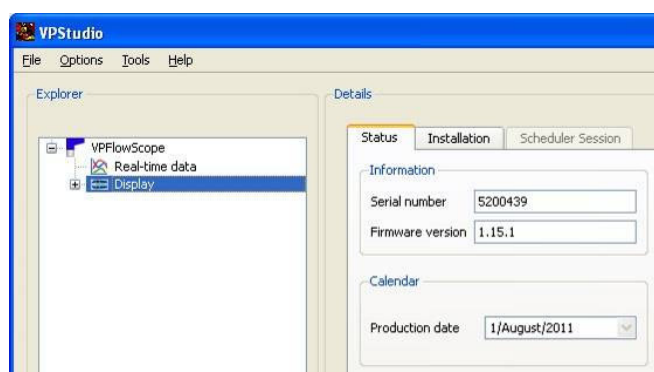 VPStudio
File Options Tools Help
Explorer
VPFlowScope
Real-time data
Display
Details
Status Installation Scheduler Session
Information
Serial number 5200439
Firmware version 1.15.1
Calendar
Production date 1/August/2011